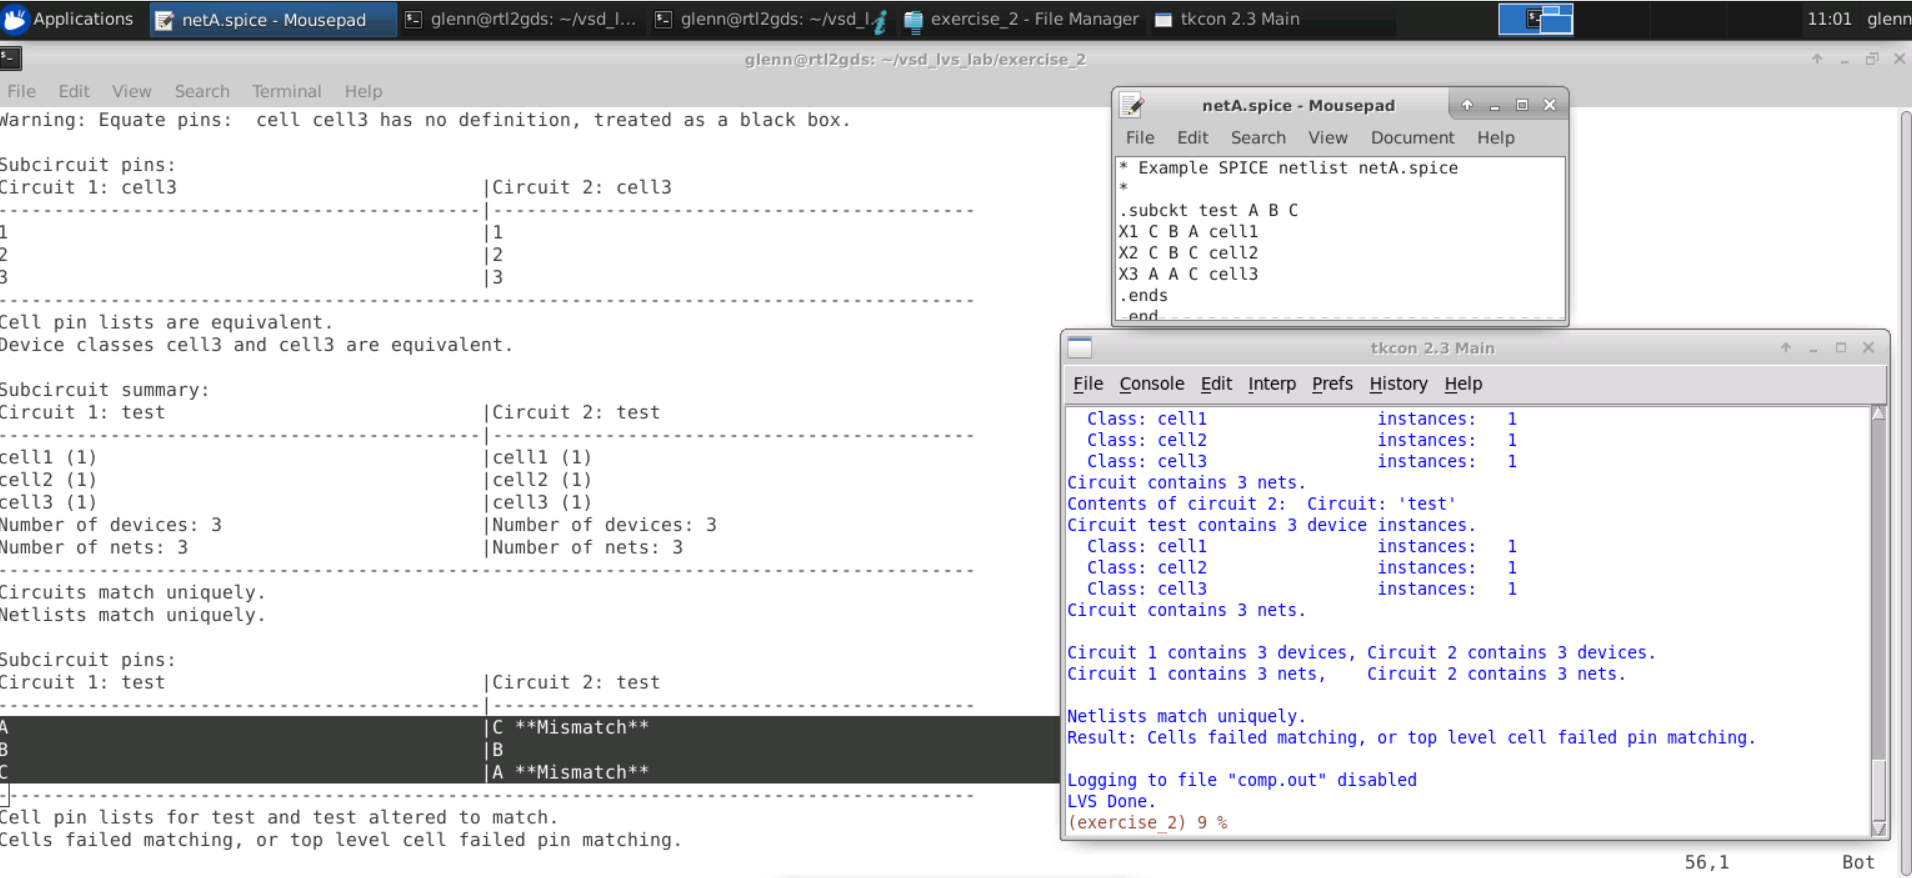 Applications netA.spice - Mousepad glenn@rtl2gds: ~/vsd_l... glenn@rtl2gds: ~/vsd_l. exercise_2 - File Manager tkcon 2.3 Main 11:01 glenn
glenn@rtl2gds: ~/vsd_lvs_lab/exercise_2
File Edit View Search Terminal Help
Warning: Equate pins:  cell cell3 has no definition, treated as a black box.
Subcircuit pins:
Circuit 1: cell3 |Circuit 2: cell3
-------------------------------------------|-------------------------------------------
1 |1
2 |2
3 |3
---------------------------------------------------------------------------------------
Cell pin lists are equivalent.
Device classes cell3 and cell3 are equivalent.
Subcircuit summary:
Circuit 1: test |Circuit 2: test
-------------------------------------------|-------------------------------------------
cell1 (1) |cell1 (1)
cell2 (1) |cell2 (1)
cell3 (1) |cell3 (1)
Number of devices: 3 |Number of devices: 3
Number of nets: 3 |Number of nets: 3
---------------------------------------------------------------------------------------
Circuits match uniquely.
Netlists match uniquely.
Subcircuit pins:
Circuit 1: test |Circuit 2: test
-------------------------------------------|-------------------------------------------
A |C **Mismatch**
B |B
C |A **Mismatch**
---------------------------------------------------------------------------------------
Cell pin lists for test and test altered to match.
Cells failed matching, or top level cell failed pin matching.
56,1 Bot
netA.spice - Mousepad
File Edit Search View Document Help
* Example SPICE netlist netA.spice
*
.subckt test A B C
X1 C B A cell1
X2 C B C cell2
X3 A A C cell3
.ends
.end
tkcon 2.3 Main
File Console Edit Interp Prefs History Help
Class: cell1 instances: 1
Class: cell2 instances: 1
Class: cell3 instances: 1
Circuit contains 3 nets.
Contents of circuit 2:  Circuit: 'test'
Circuit test contains 3 device instances.
Class: cell1 instances: 1
Class: cell2 instances: 1
Class: cell3 instances: 1
Circuit contains 3 nets.
Circuit 1 contains 3 devices, Circuit 2 contains 3 devices.
Circuit 1 contains 3 nets,    Circuit 2 contains 3 nets.
Netlists match uniquely.
Result: Cells failed matching, or top level cell failed pin matching.
Logging to file "comp.out" disabled
LVS Done.
(exercise_2) 9 %